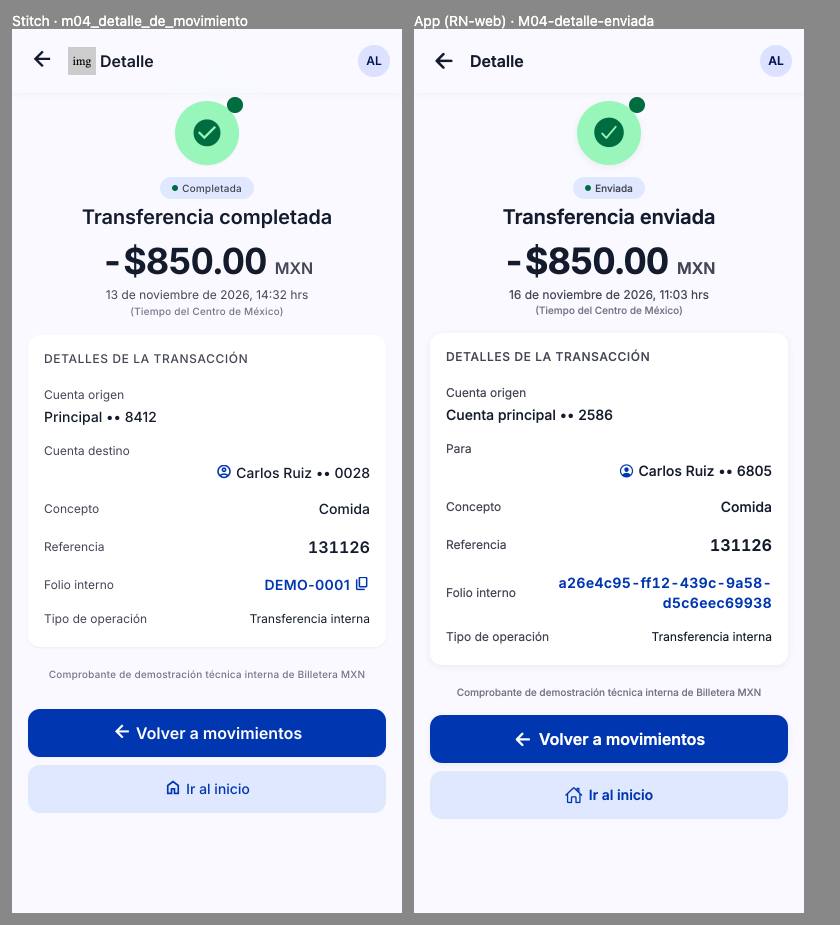 Stitch · m04_detalle_de_movimiento
img Detalle
AL
Completada
Transferencia completada
-$850.00 MXN
13 de noviembre de 2026, 14:32 hrs
(Tiempo del Centro de México)
DETALLES DE LA TRANSACCIÓN
Cuenta origen
Principal •• 8412
Cuenta destino
Carlos Ruiz •• 0028
Concepto Comida
Referencia 131126
Folio interno DEMO-0001
Tipo de operación Transferencia interna
Comprobante de demostración técnica interna de Billetera MXN
Volver a movimientos
Ir al inicio
App (RN-web) · M04-detalle-enviada
Detalle
AL
Enviada
Transferencia enviada
-$850.00 MXN
16 de noviembre de 2026, 11:03 hrs
(Tiempo del Centro de México)
DETALLES DE LA TRANSACCIÓN
Cuenta origen
Cuenta principal •• 2586
Para
Carlos Ruiz •• 6805
Concepto Comida
Referencia 131126
Folio interno a26e4c95-ff12-439c-9a58-
d5c6eec69938
Tipo de operación Transferencia interna
Comprobante de demostración técnica interna de Billetera MXN
Volver a movimientos
Ir al inicio